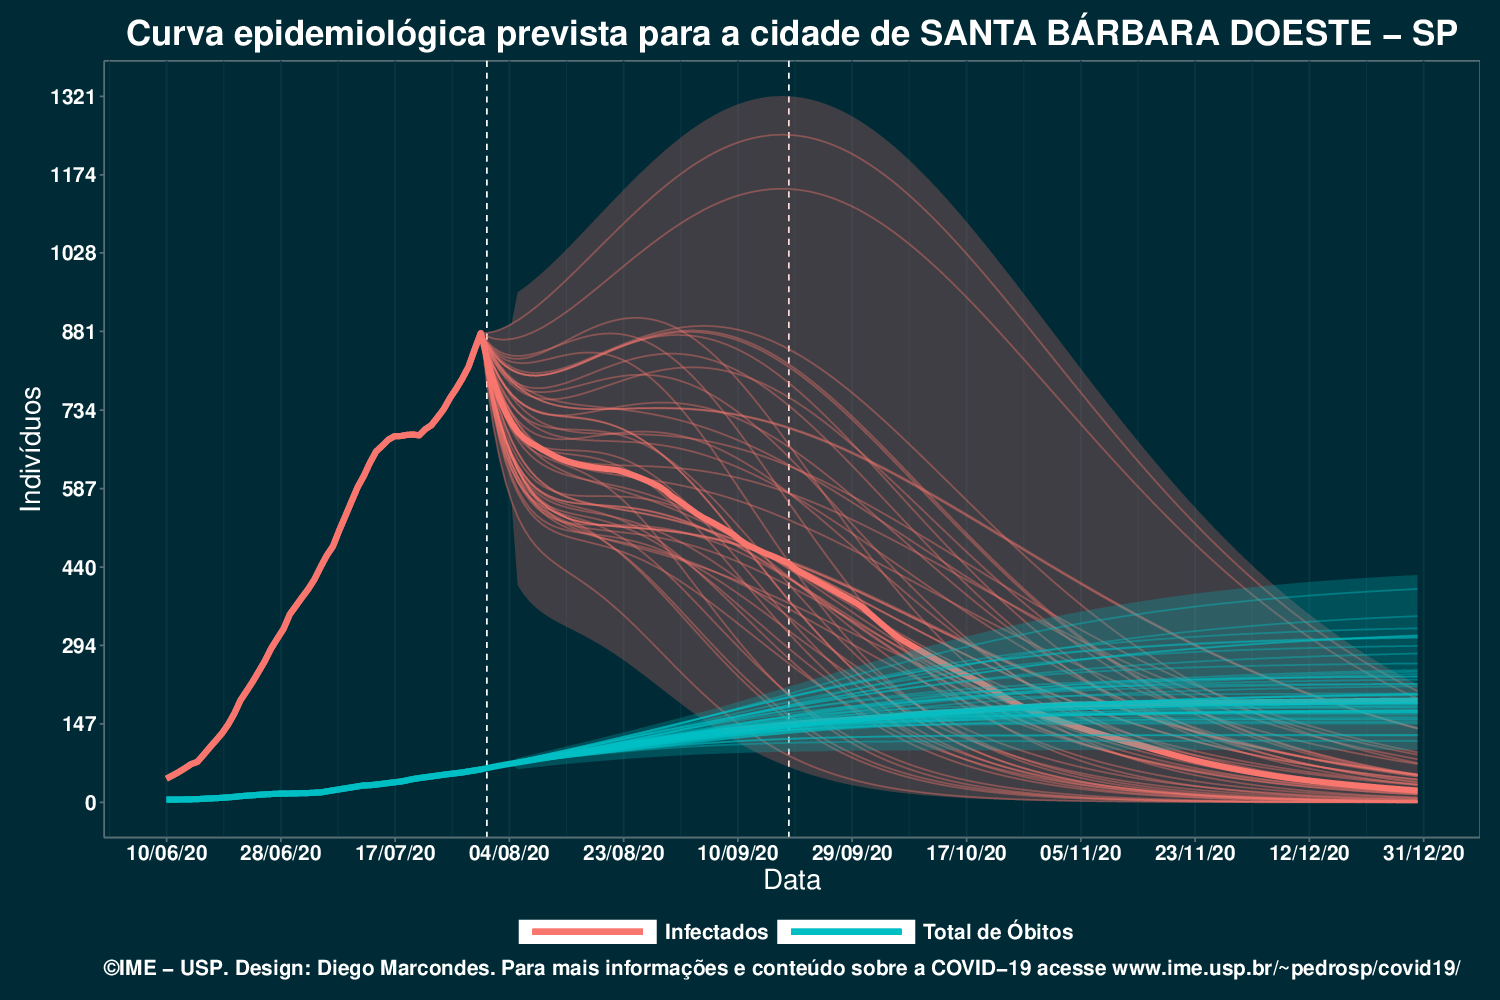 Curva epidemiológica prevista para a cidade de SANTA BÁRBARA DOESTE – SP
Indivíduos
1321
1174
1028
881
734
587
440
294
147
0
10/06/20 28/06/20 17/07/20 04/08/20 23/08/20 10/09/20 29/09/20 17/10/20 05/11/20 23/11/20 12/12/20 31/12/20
Data
Infectados Total de Óbitos
©IME – USP. Design: Diego Marcondes. Para mais informações e conteúdo sobre a COVID–19 acesse www.ime.usp.br/~pedrosp/covid19/